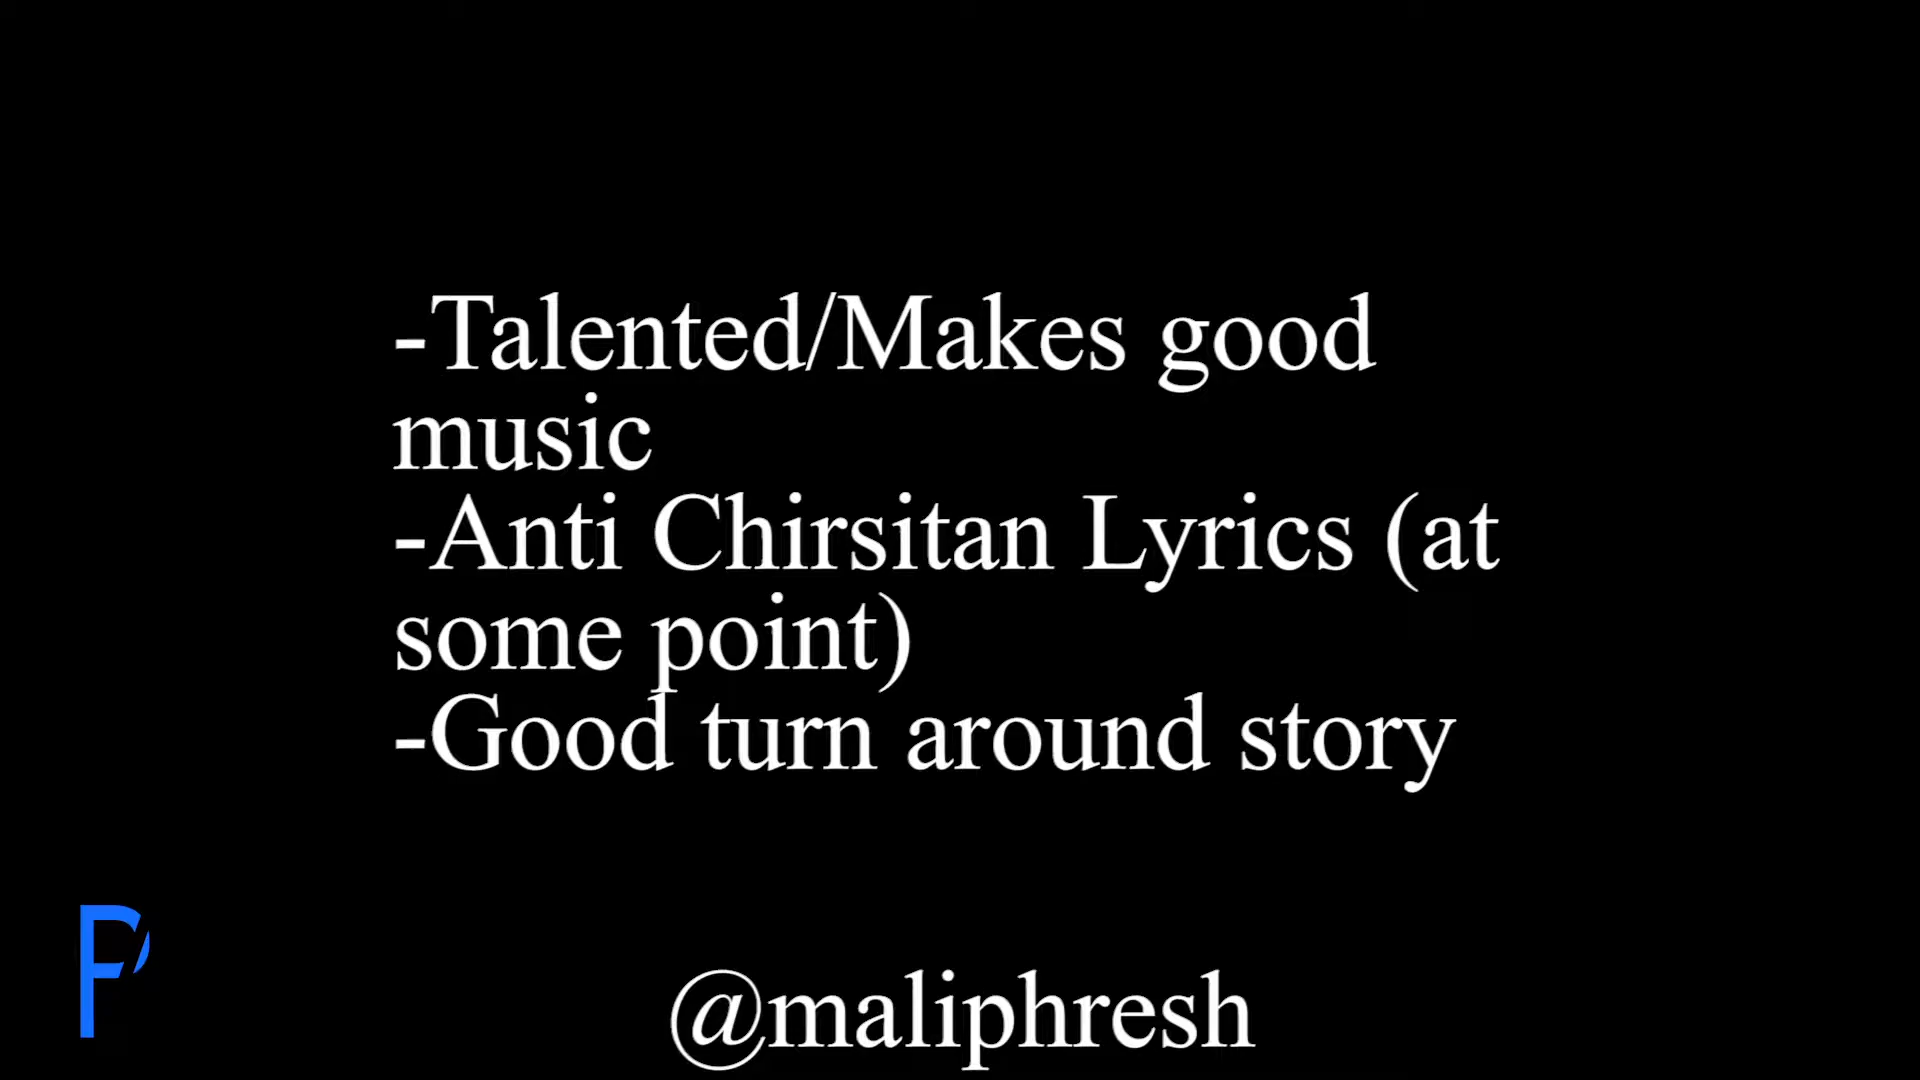 -Talented/Makes good
music
-Anti Chirsitan Lyrics (at
some point)
-Good turn around story
P
@maliphresh